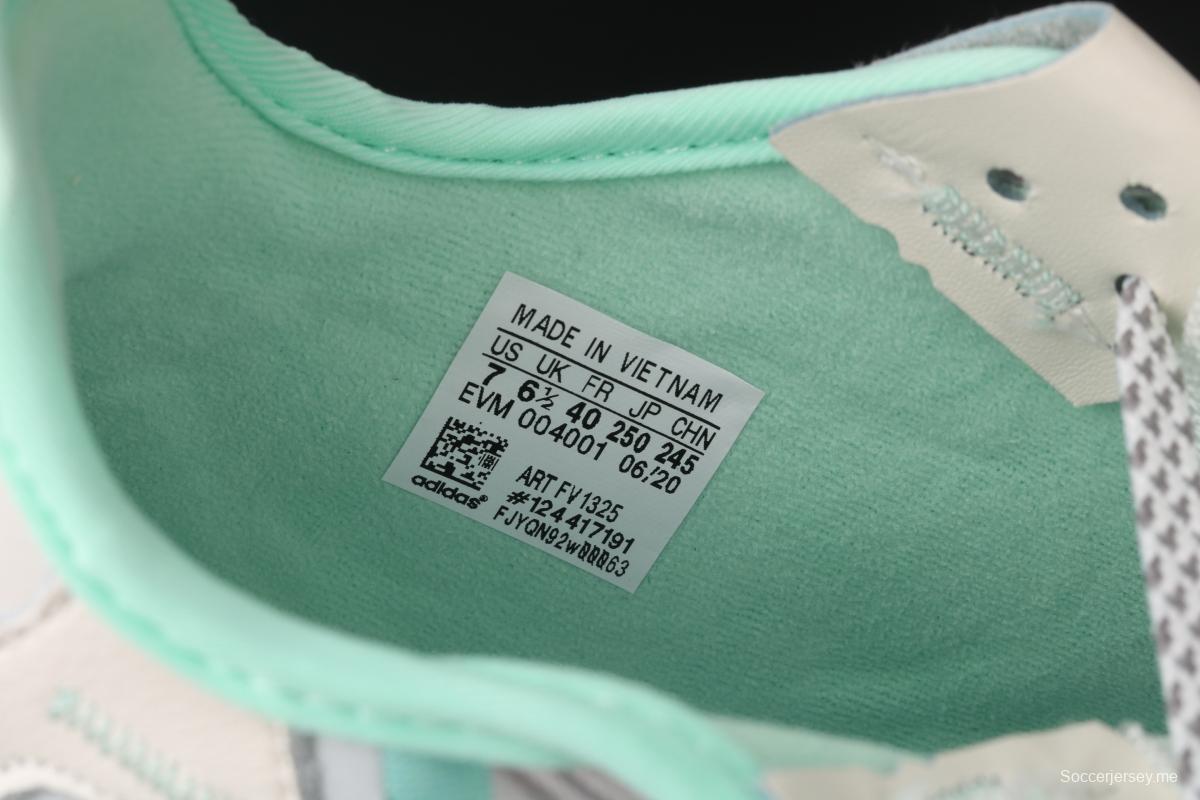 MADE IN VIETNAM
US UK FR JP CHN
7 6½ 40 250 245
EVM 004001 06/20
ART FV1325
#124417191
adidas®
Soccerjersey.me